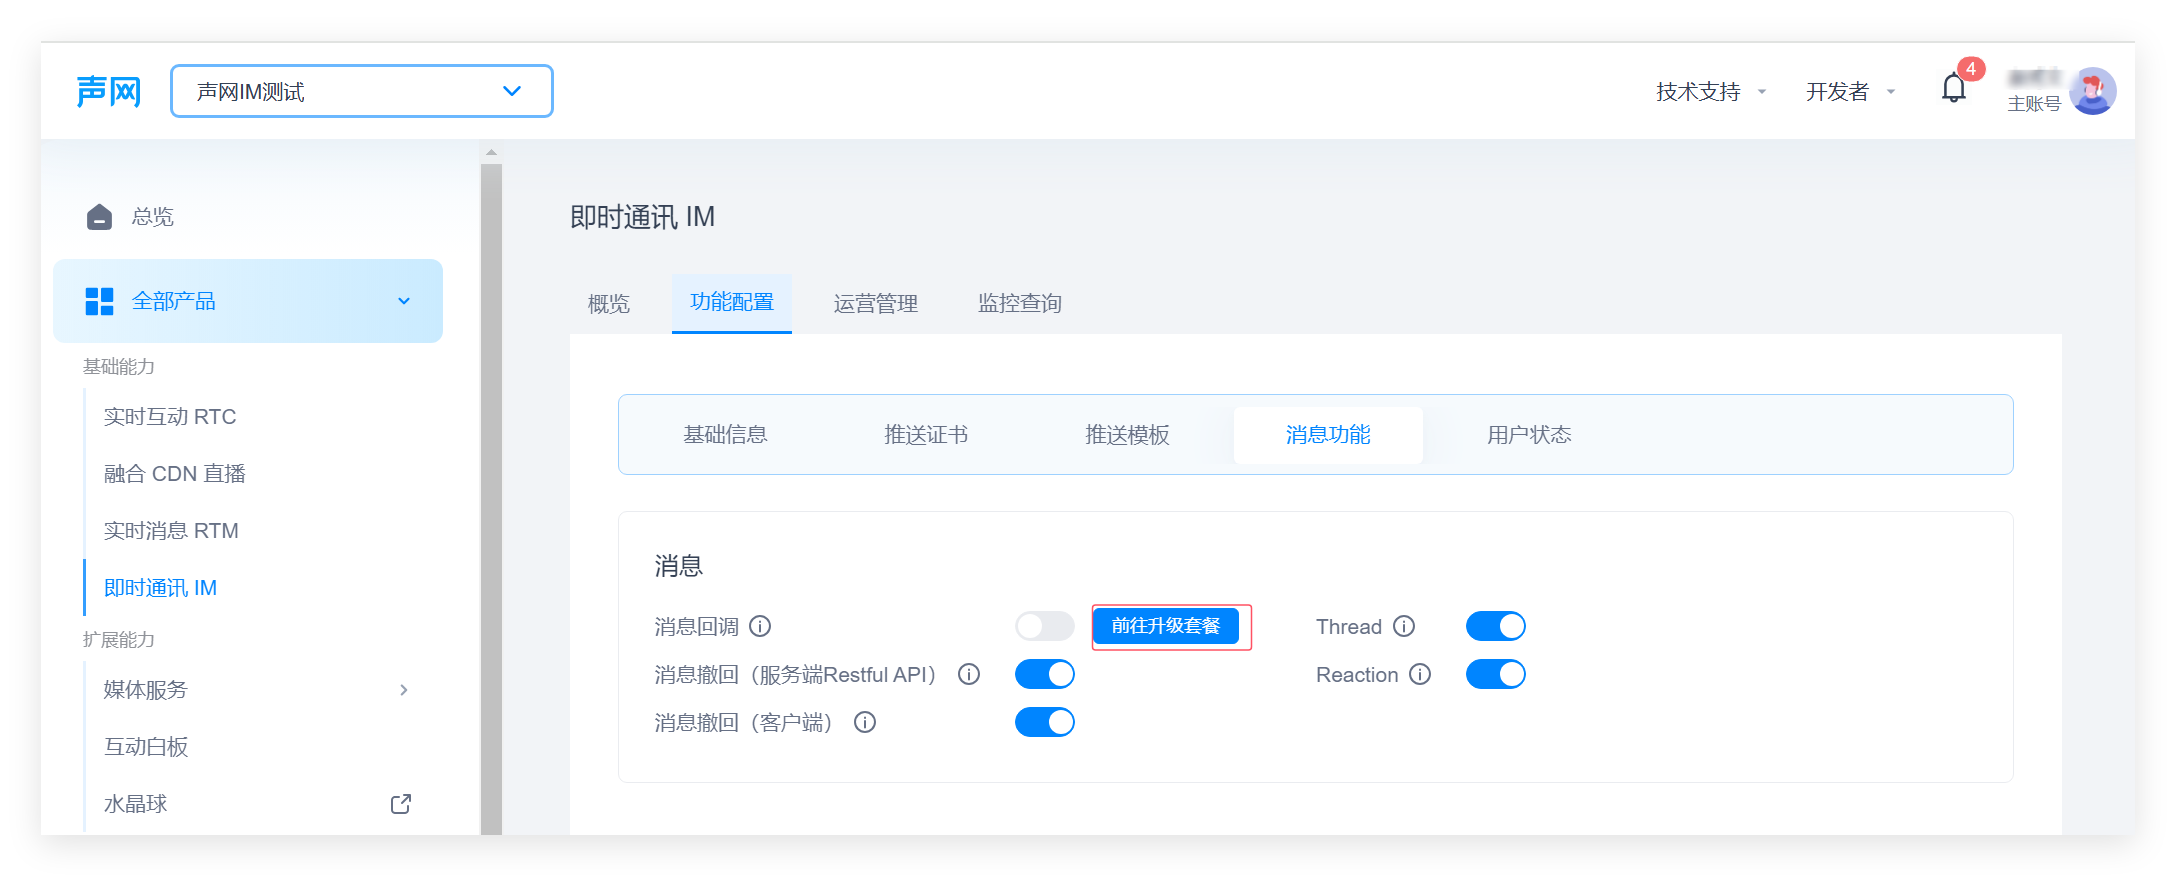 声网
声网IM测试
技术支持
开发者
4
主账号
总览
全部产品
基础能力
实时互动 RTC
融合 CDN 直播
实时消息 RTM
即时通讯 IM
扩展能力
媒体服务
互动白板
水晶球
即时通讯 IM
概览
功能配置
运营管理
监控查询
基础信息
推送证书
推送模板
消息功能
用户状态
消息
消息回调
前往升级套餐
Thread
消息撤回（服务端Restful API）
Reaction
消息撤回（客户端）